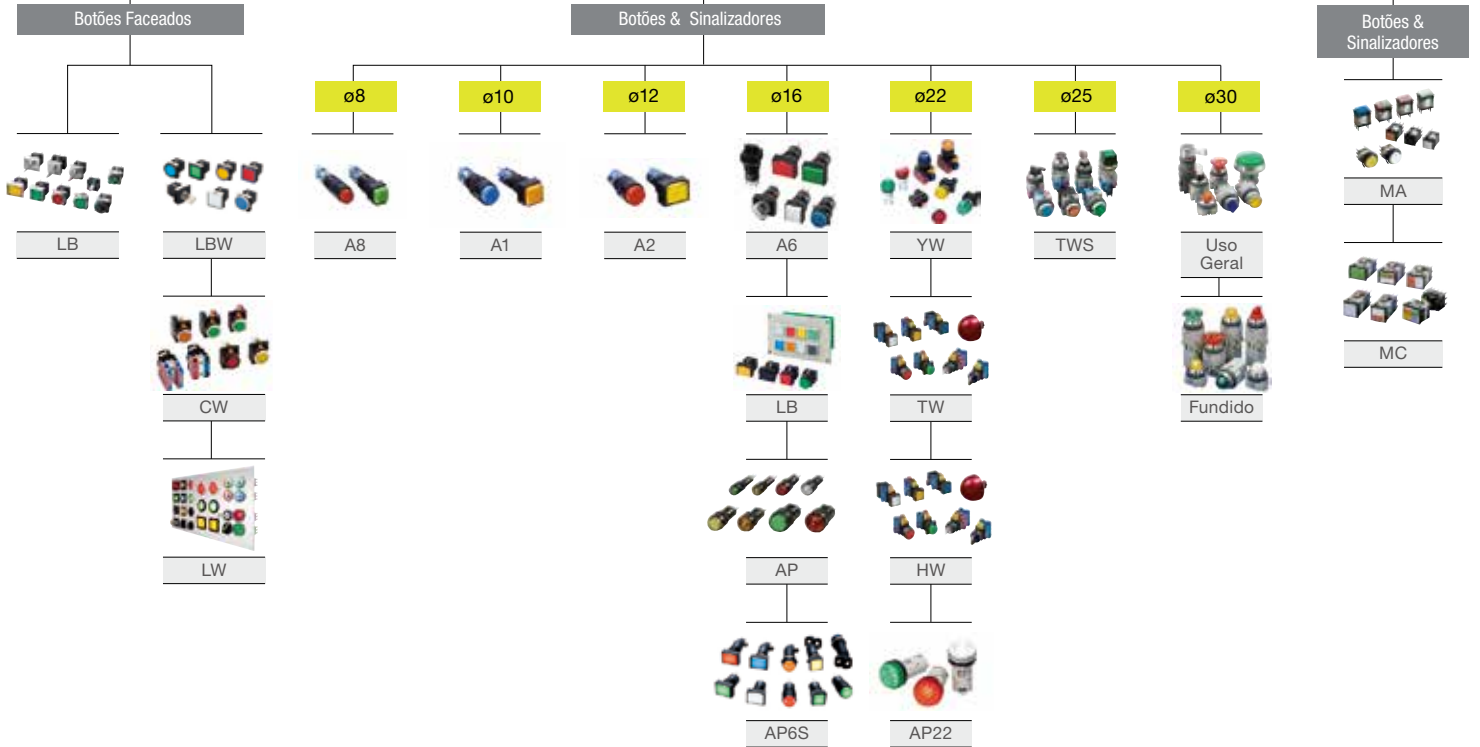 Botões Faceados
Botões & Sinalizadores
Botões &
Sinalizadores
ø8
ø10
ø12
ø16
ø22
ø25
ø30
LB
LBW
A8
A1
A2
A6
YW
TWS
Uso
Geral
MA
CW
LB
TW
Fundido
MC
LW
AP
HW
AP6S
AP22